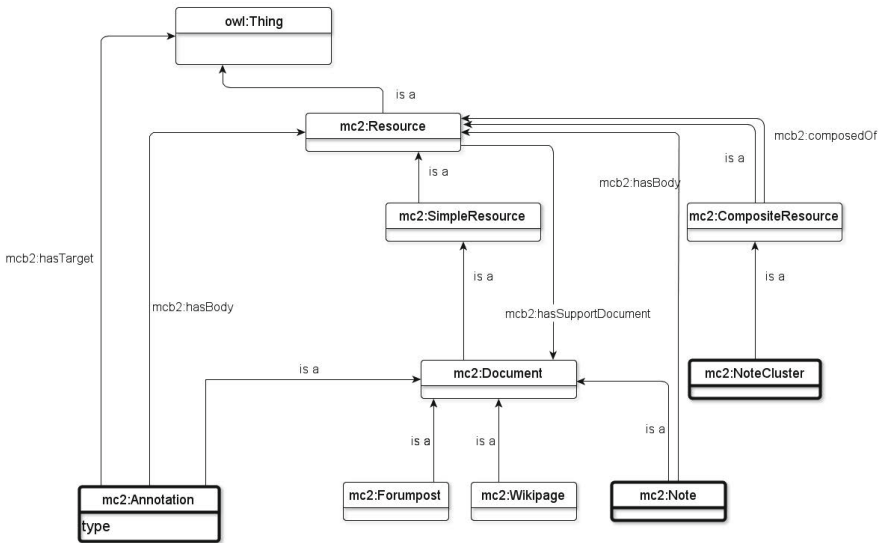 owl:Thing
is a
mc2:Resource
mcb2:composedOf
is a
is a
mcb2:hasBody
mc2:SimpleResource
mc2:CompositeResource
mcb2:hasTarget
is a
is a
mcb2:hasBody
mcb2:hasSupportDocument
is a
mc2:Document
mc2:NoteCluster
is a
is a
is a
mc2:Annotation
type
mc2:Forumpost
mc2:Wikipage
mc2:Note